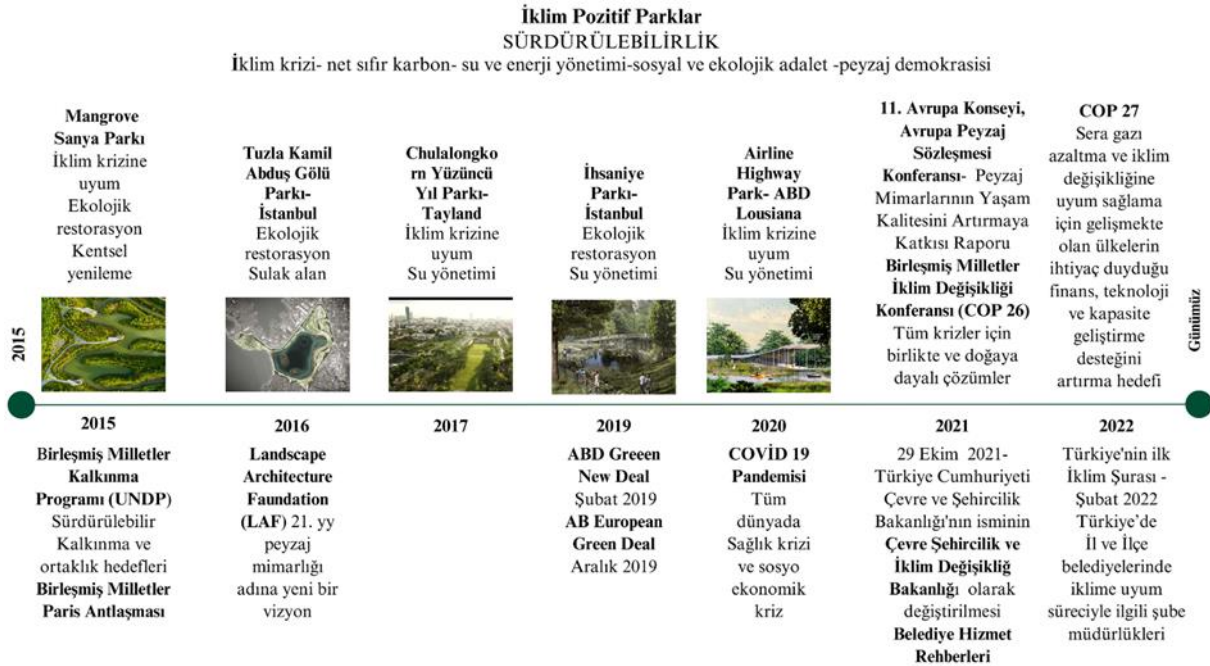 İklim Pozitif Parklar
SÜRDÜRÜLEBİLİRLİK
İklim krizi- net sıfır karbon- su ve enerji yönetimi-sosyal ve ekolojik adalet -peyzaj demokrasisi
2015
Mangrove
Sanya Parkı
İklim krizine
uyum
Ekolojik
restorasyon
Kentsel
yenileme
Tuzla Kamil
Abduş Gölü
Parkı-
İstanbul
Ekolojik
restorasyon
Sulak alan
Chulalongko
rn Yüzüncü
Yıl Parkı-
Tayland
İklim krizine
uyum
Su yönetimi
İhsaniye
Parkı-
İstanbul
Ekolojik
restorasyon
Su yönetimi
Airline
Highway
Park- ABD
Lousiana
İklim krizine
uyum
Su yönetimi
11. Avrupa Konseyi,
Avrupa Peyzaj
Sözleşmesi
Konferansı- Peyzaj
Mimarlarının Yaşam
Kalitesini Artırmaya
Katkısı Raporu
Birleşmiş Milletler
İklim Değişikliği
Konferansı (COP 26)
Tüm krizler için
birlikte ve doğaya
dayalı çözümler
COP 27
Sera gazı
azaltma ve iklim
değişikliğine
uyum sağlama
için gelişmekte
olan ülkelerin
ihtiyaç duyduğu
finans, teknoloji
ve kapasite
geliştirme
desteğini
artırma hedefi
Günümüz
2015
Birleşmiş Milletler
Kalkınma
Programı (UNDP)
Sürdürülebilir
Kalkınma ve
ortaklık hedefleri
Birleşmiş Milletler
Paris Antlaşması
2016
Landscape
Architecture
Faundation
(LAF) 21. yy
peyzaj
mimarlığı
adına yeni bir
vizyon
2017
2019
ABD Greeen
New Deal
Şubat 2019
AB European
Green Deal
Aralık 2019
2020
COVİD 19
Pandemisi
Tüm
dünyada
Sağlık krizi
ve sosyo
ekonomik
kriz
2021
29 Ekim 2021-
Türkiye Cumhuriyeti
Çevre ve Şehircilik
Bakanlığı'nın isminin
Çevre Şehircilik ve
İklim Değişikliğ
Bakanlığı olarak
değiştirilmesi
Belediye Hizmet
Rehberleri
2022
Türkiye'nin ilk
İklim Şurası -
Şubat 2022
Türkiye’de
İl ve İlçe
belediyelerinde
iklime uyum
süreciyle ilgili şube
müdürlükleri